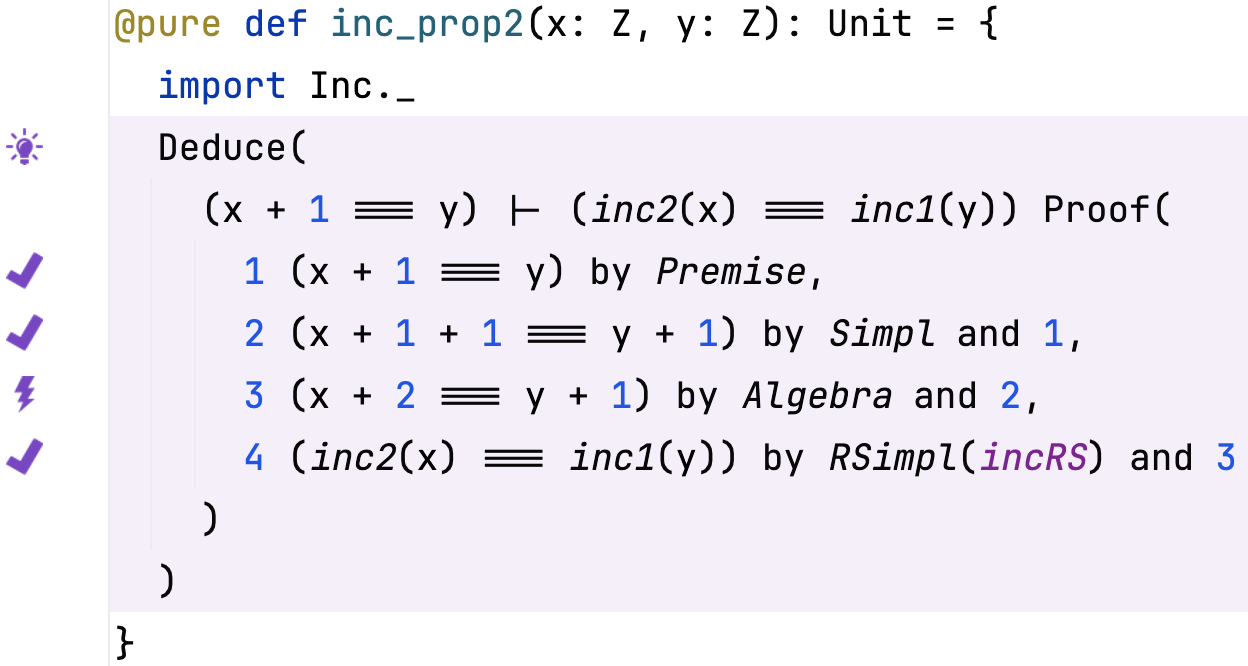 @pure def inc_prop2(x: Z, y: Z): Unit = {
import Inc._
Deduce(
(x + 1 ≡ y) ⊢ (inc2(x) ≡ inc1(y)) Proof(
1 (x + 1 ≡ y) by Premise,
2 (x + 1 + 1 ≡ y + 1) by Simpl and 1,
3 (x + 2 ≡ y + 1) by Algebra and 2,
4 (inc2(x) ≡ inc1(y)) by RSimpl(incRS) and 3
)
)
}